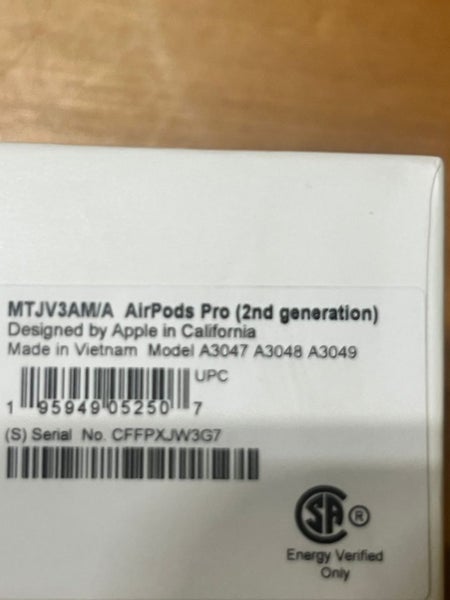 MTJV3AM/A AirPods Pro (2nd generation)
Designed by Apple in California
Made in Vietnam Model A3047 A3048 A3049
UPC
1 95949 05250 7
(S) Serial No. CFFPXJW3G7
SA ®
Energy Verified
Only